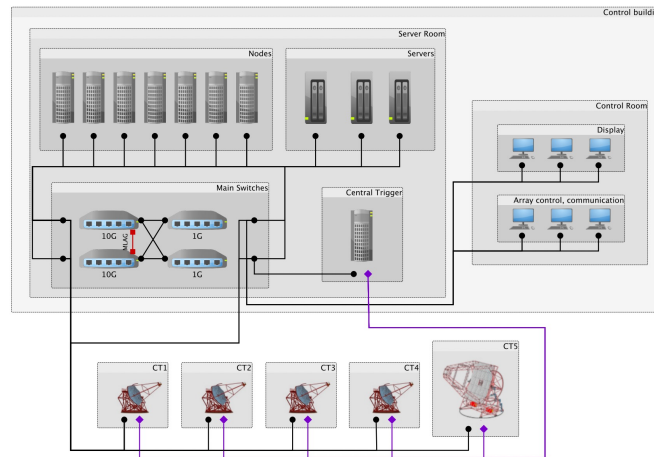 Control buildi
Server Room
Nodes
Servers
Control Room
Display
Main Switches
Central Trigger
Array control, communication
10G
1G
MLAG
10G
1G
CT1
CT2
CT3
CT4
CT5